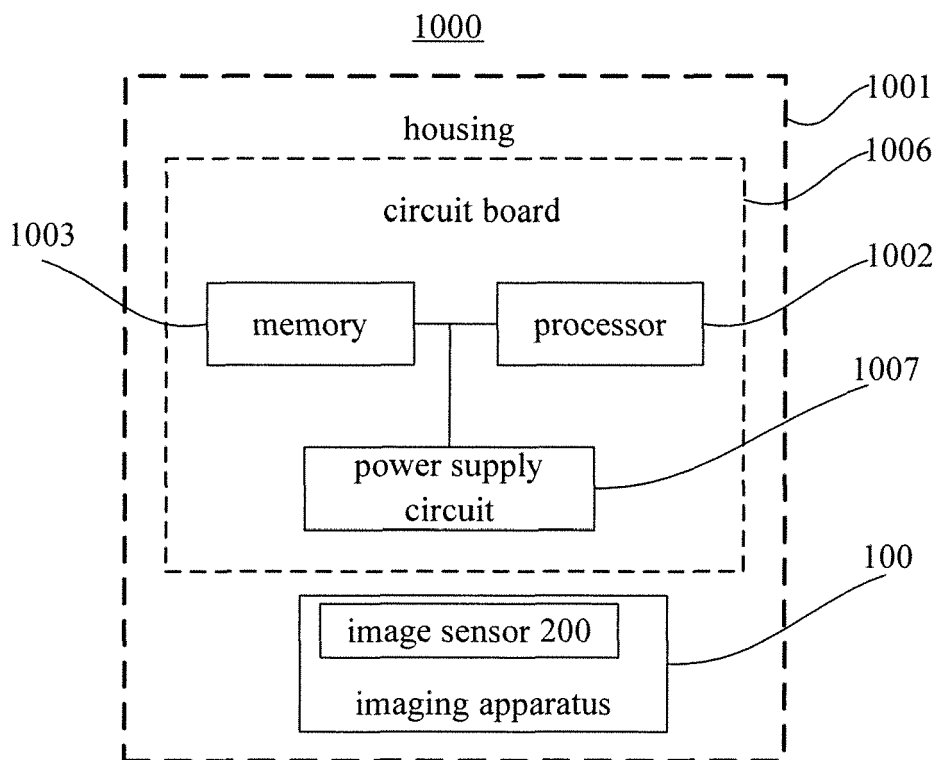 1000
1001
housing
1006
circuit board
1003
1002
memory
processor
1007
power supply
circuit
100
image sensor 200
imaging apparatus